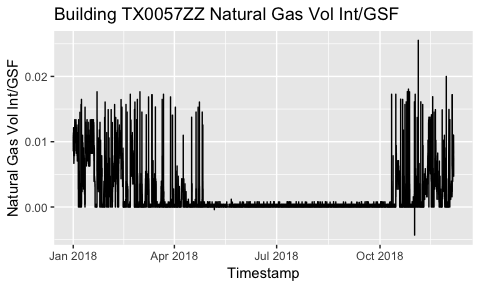 Building TX0057ZZ Natural Gas Vol Int/GSF
Natural Gas Vol Int/GSF
0.02
0.01
0.00
Jan 2018 Apr 2018 Jul 2018 Oct 2018
Timestamp